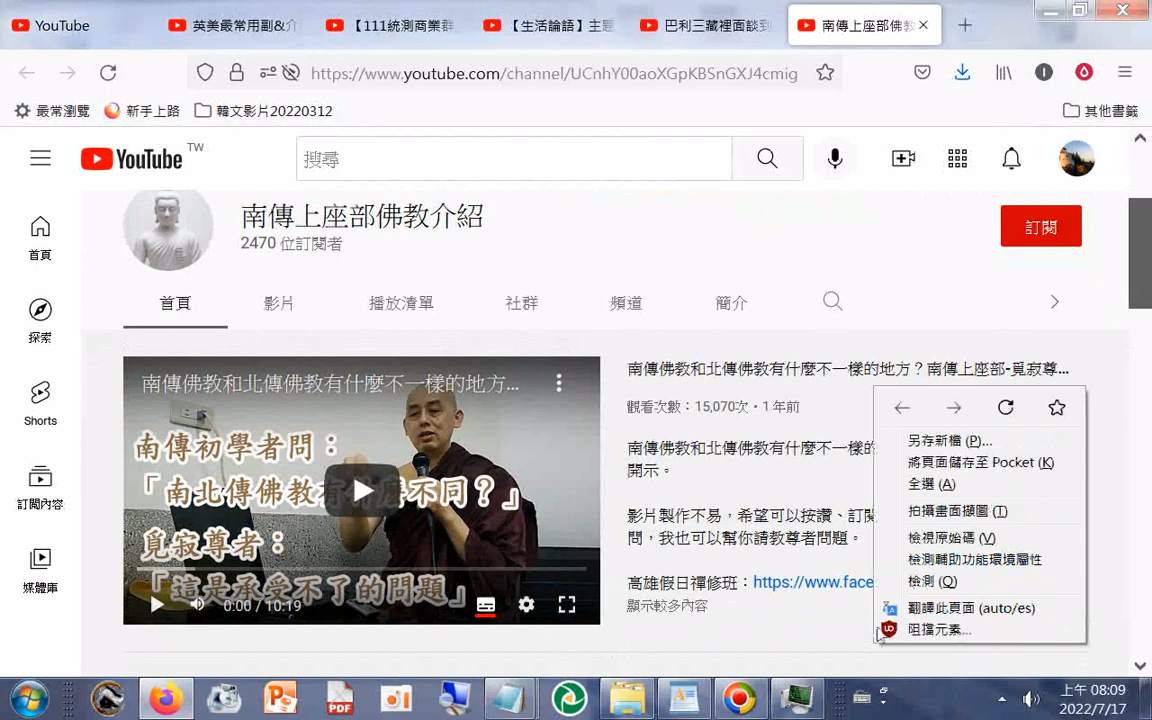 YouTube
英美最常用副&介
【111統測商業群
【生活論語】主題
巴利三藏裡面談到
南傳上座部佛教
https://www.youtube.com/channel/UCnhY00aoXGpKBSnGXJ4cmig
最常瀏覽
新手上路
韓文影片20220312
其他書籤
YouTube TW
搜尋
首頁
探索
Shorts
訂閱內容
媒體庫
南傳上座部佛教介紹
2470 位訂閱者
訂閱
首頁
影片
播放清單
社群
頻道
簡介
南傳佛教和北傳佛教有什麼不一樣的地方...
南傳初學者問：
「南北傳佛教有什麼不同？」
覓寂尊者：
「這是承受不了的問題」
0:00 / 10:19
南傳佛教和北傳佛教有什麼不一樣的地方？南傳上座部-覓寂尊...
觀看次數：15,070次・1 年前
南傳佛教和北傳佛教有什麼不一樣的
開示。
影片製作不易，希望可以按讚、訂閱
問，我也可以幫你請教尊者問題。
高雄假日禪修班：https://www.face
顯示較多內容
另存新檔 (P)...
將頁面儲存至 Pocket (K)
全選 (A)
拍攝畫面擷圖 (T)
檢視原始碼 (V)
檢測輔助功能環境屬性
檢測 (Q)
翻譯此頁面 (auto/es)
阻擋元素...
PDF
上午 08:09
2022/7/17